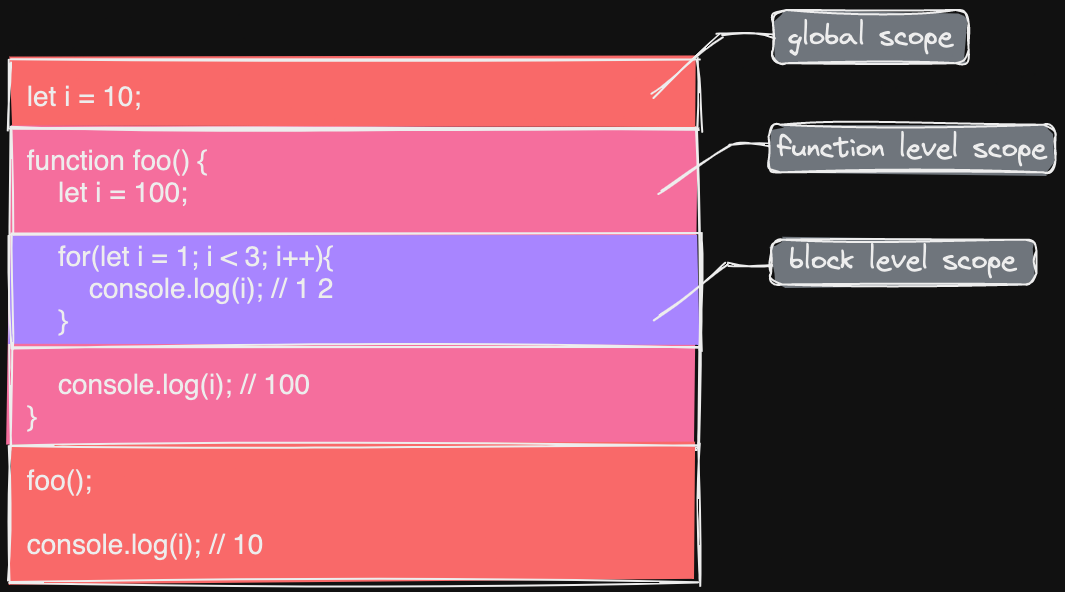 global scope
let i = 10;
function foo() {
function level scope
let i = 100;
for(let i = 1; i < 3; i++){
block level scope
console.log(i); // 1 2
}
console.log(i); // 100
}
foo();
console.log(i); // 10